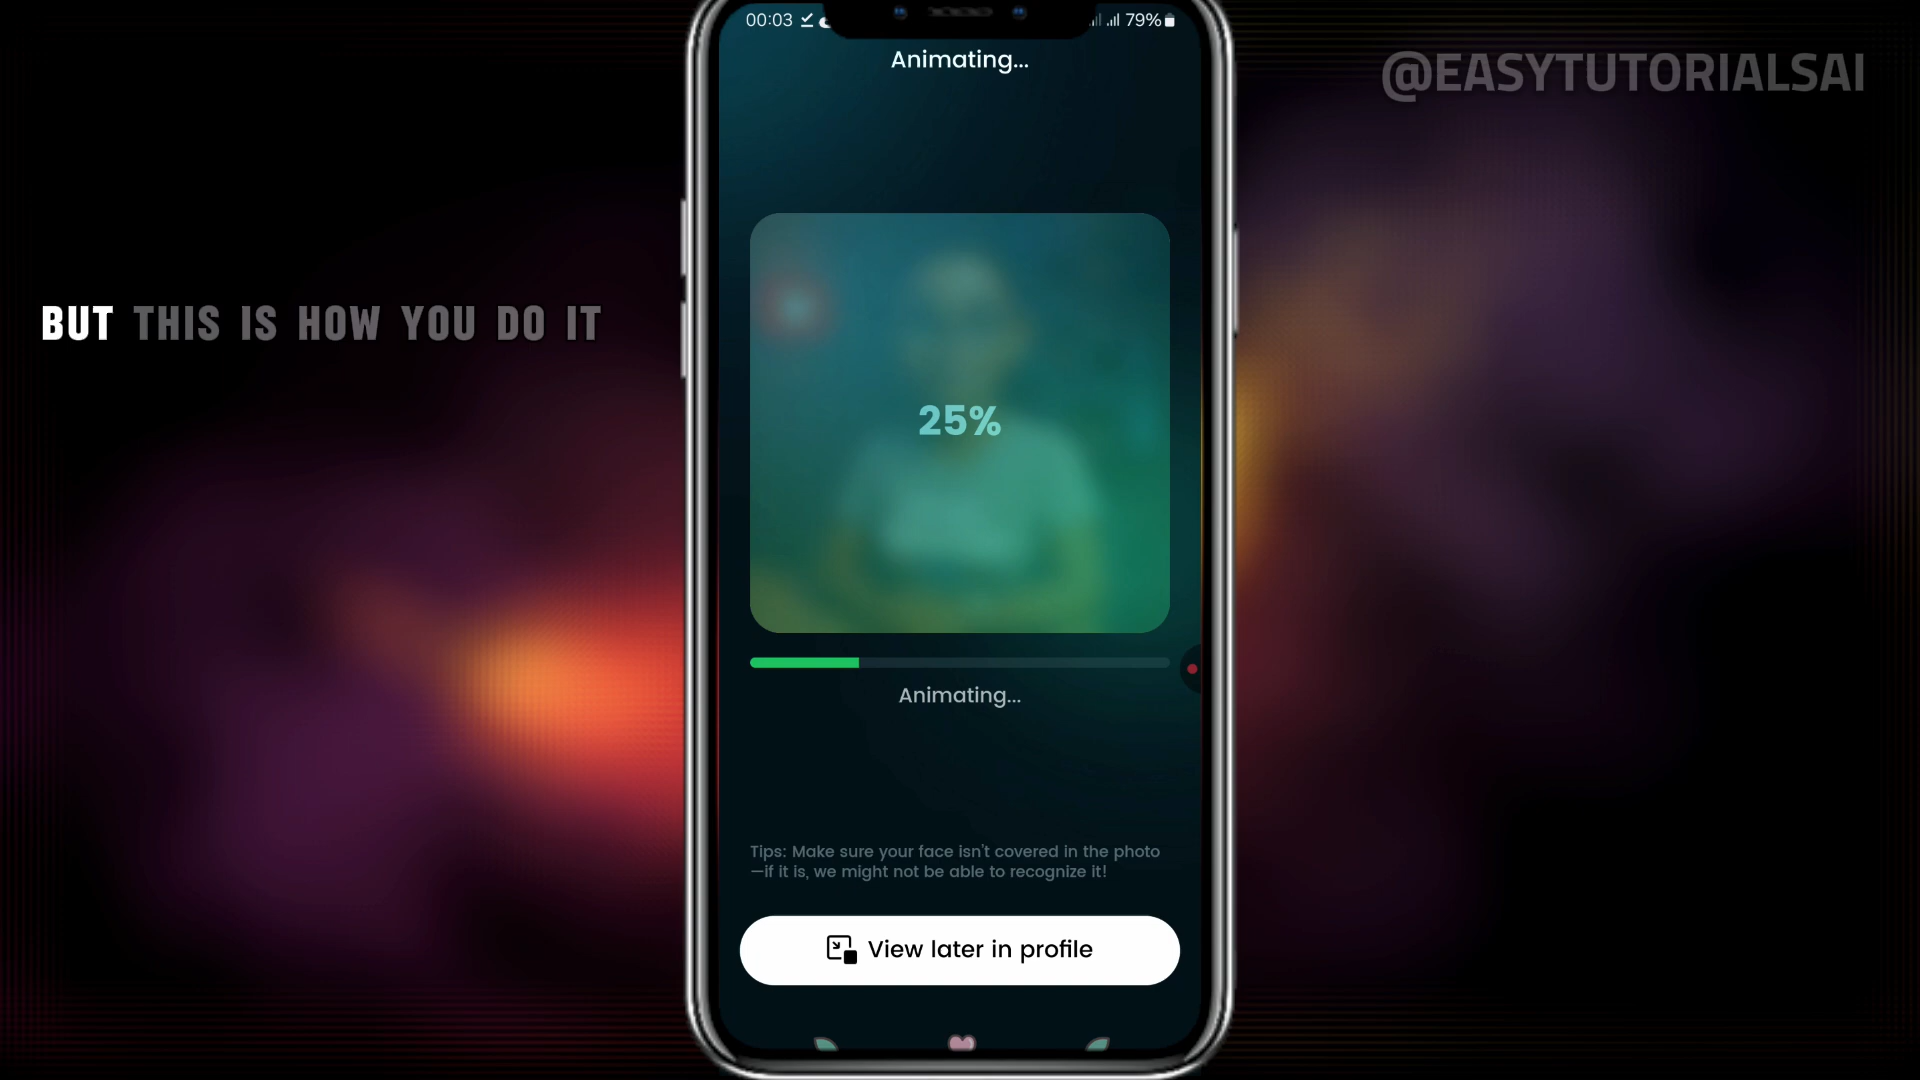 00:03 79%
Animating...
@EASYTUTORIALSAI
BUT THIS IS HOW YOU DO IT
25%
Animating...
Tips: Make sure your face isn't covered in the photo
—if it is, we might not be able to recognize it!
View later in profile